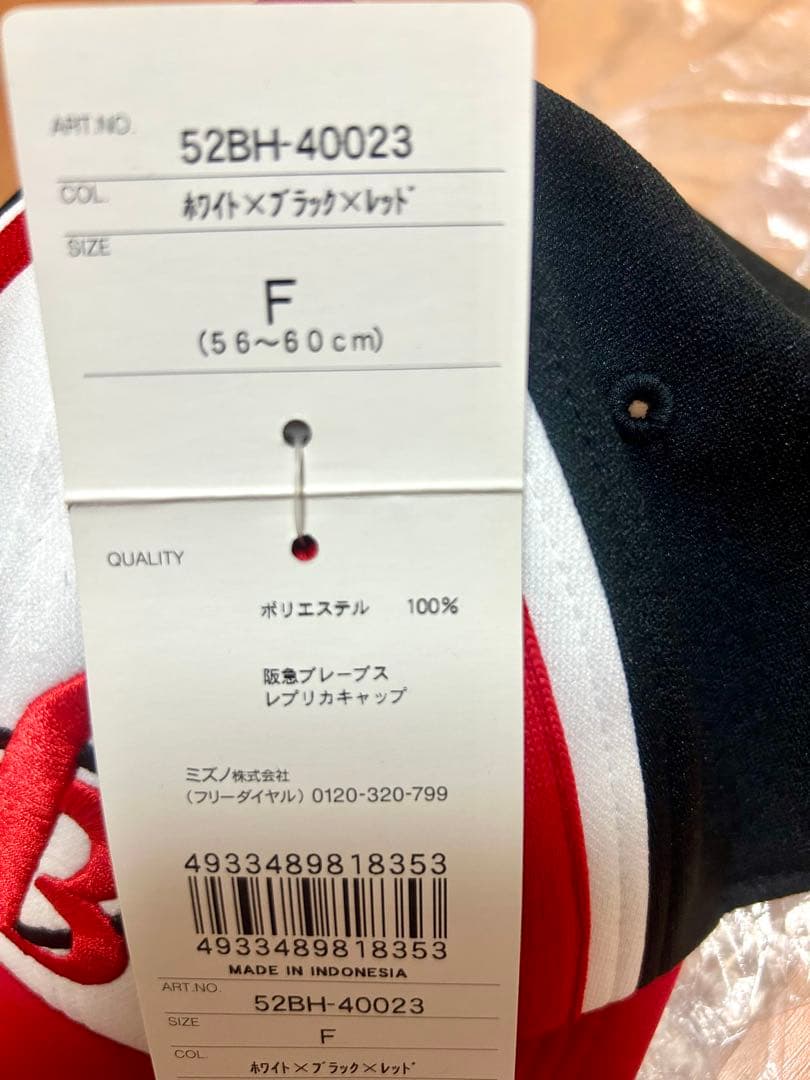 ART.NO.
52BH-40023
COL.
ﾎﾜｲﾄ×ﾌﾞﾗｯｸ×ﾚｯﾄﾞ
SIZE
F
(56〜60cm)
QUALITY
ポリエステル 100%
阪急ブレーブス
レプリカキャップ
ミズノ株式会社
(フリーダイヤル) 0120-320-799
4933489818353
4933489818353
MADE IN INDONESIA
ART.NO.
52BH-40023
SIZE
F
COL.
ﾎﾜｲﾄ×ﾌﾞﾗｯｸ×ﾚｯﾄﾞ
B